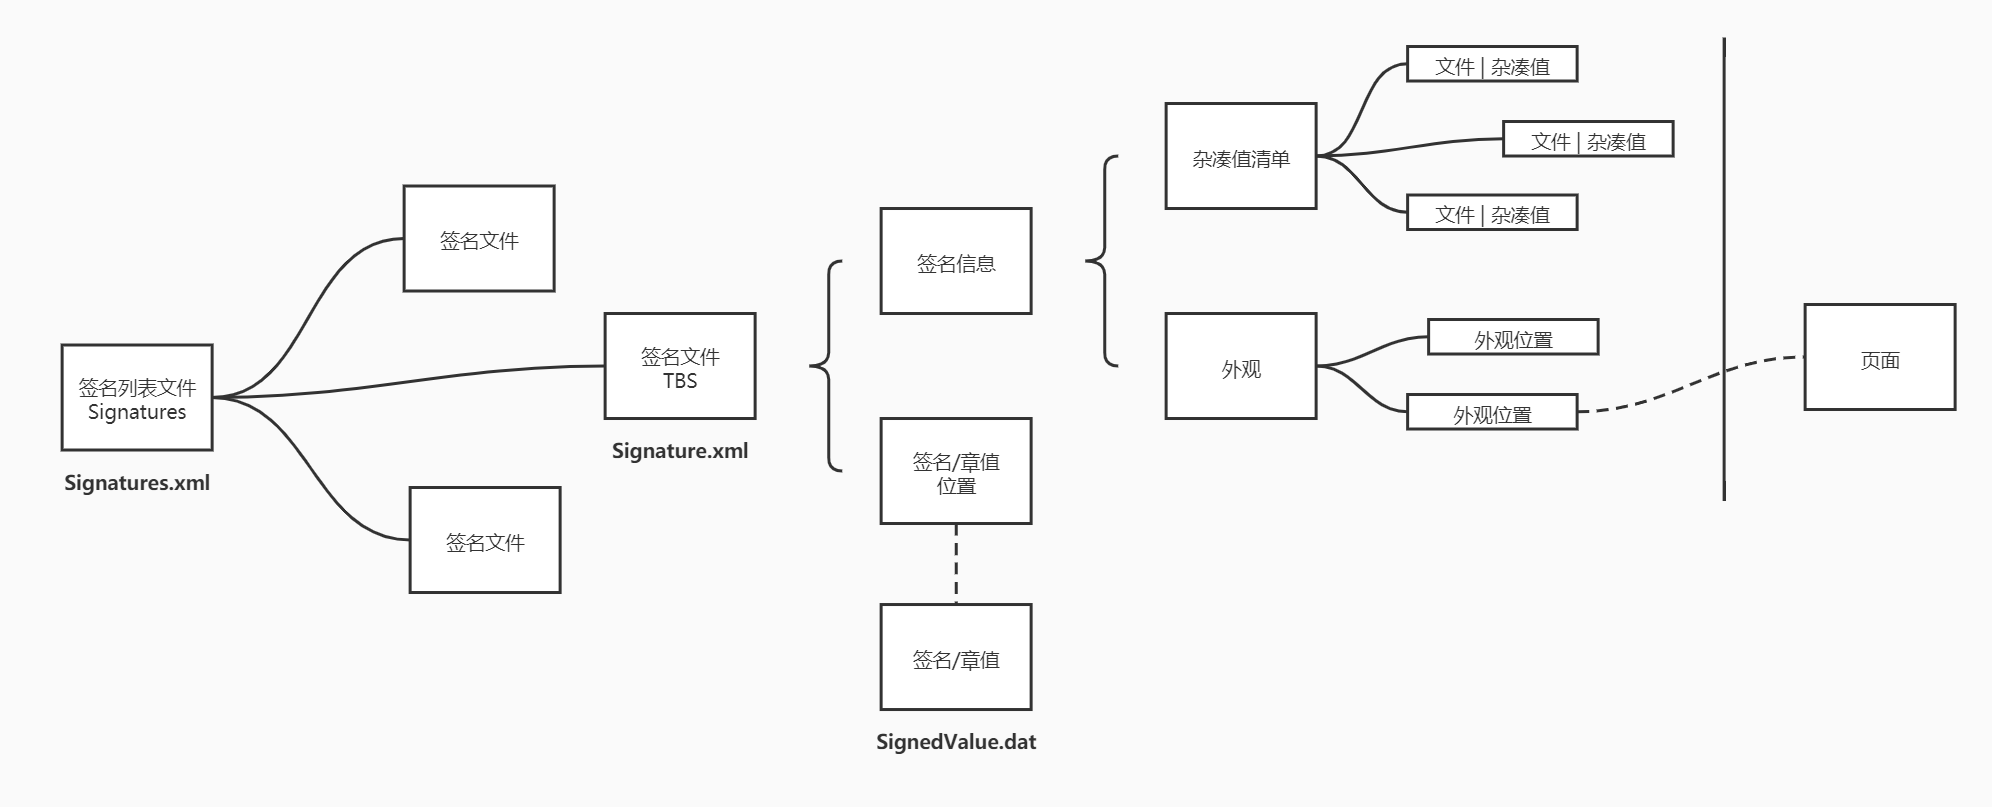 签名列表文件
Signatures
Signatures.xml
签名文件
签名文件
TBS
Signature.xml
签名文件
签名信息
签名/章值
位置
签名/章值
SignedValue.dat
杂凑值清单
文件 | 杂凑值
文件 | 杂凑值
文件 | 杂凑值
外观
外观位置
外观位置
页面